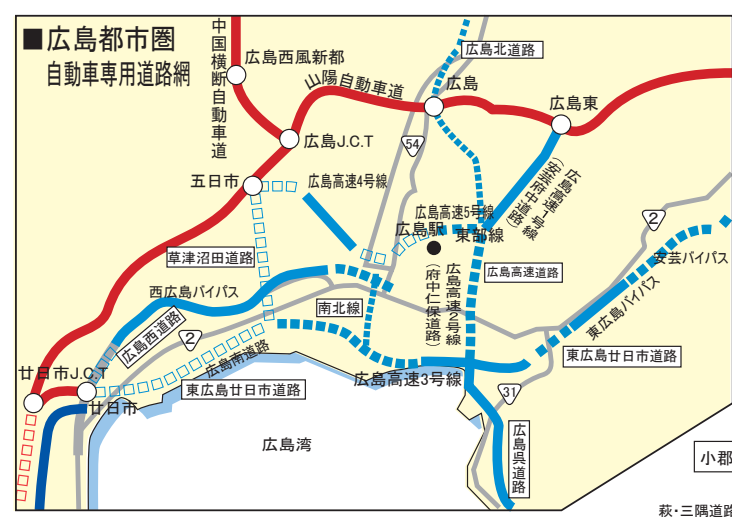 ■広島都市圏
自動車専用道路網
中国横断自動車道
広島西風新都
山陽自動車道
広島北道路
広島
広島東
広島J.C.T
54
五日市
広島高速4号線
広島高速5号線
広島駅
東部線
広島高速1号線
(安芸府中道路)
2
草津沼田道路
西広島バイパス
広島高速2号線
(府中仁保道路)
広島高速道路
安芸バイパス
東広島バイパス
南北線
広島西道路
2
広島南道路
東広島廿日市道路
廿日市J.C.T
廿日市
東広島廿日市道路
広島高速3号線
31
広島湾
広島呉道路
小郡
萩・三隅道路